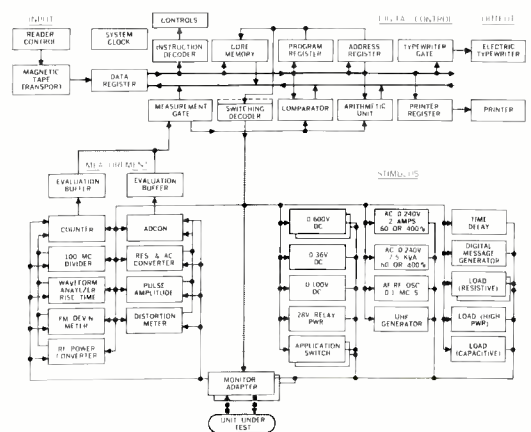 INPUT
DIGITAL CONTROL
OUTPUT
READER CONTROL
SYSTEM CLOCK
CONTROLS
INSTRUCTION DECODER
CORE MEMORY
PROGRAM REGISTER
ADDRESS REGISTER
TYPEWRITER GATE
ELECTRIC TYPEWRITER
MAGNETIC TAPE TRANSPORT
DATA REGISTER
MEASUREMENT GATE
SWITCHING DECODER
COMPARATOR
ARITHMETIC UNIT
PRINTER REGISTER
PRINTER
MEASUREMENT
STIMULUS
EVALUATION BUFFER
EVALUATION BUFFER
COUNTER
ADCON
0 600V DC
AC 0 240V 2 AMPS 60 OR 400%
TIME DELAY
100 MC DIVIDER
RES & AC CONVERTER
0 36V DC
AC 0 240V 7.5 KVA 60 OR 400%
DIGITAL MESSAGE GENERATOR
WAVEFORM ANALYZER RISE TIME
PULSE AMPLITUDE
0 100V DC
AF RF OSC 0.1 MC S
LOAD (RESISTIVE)
FM DEV'N METER
DISTORTION METER
28V RELAY PWR
UHF GENERATOR
LOAD (HIGH PWR)
RF POWER CONVERTER
APPLICATION SWITCH
LOAD (CAPACITIVE)
MONITOR ADAPTER
UNIT UNDER TEST